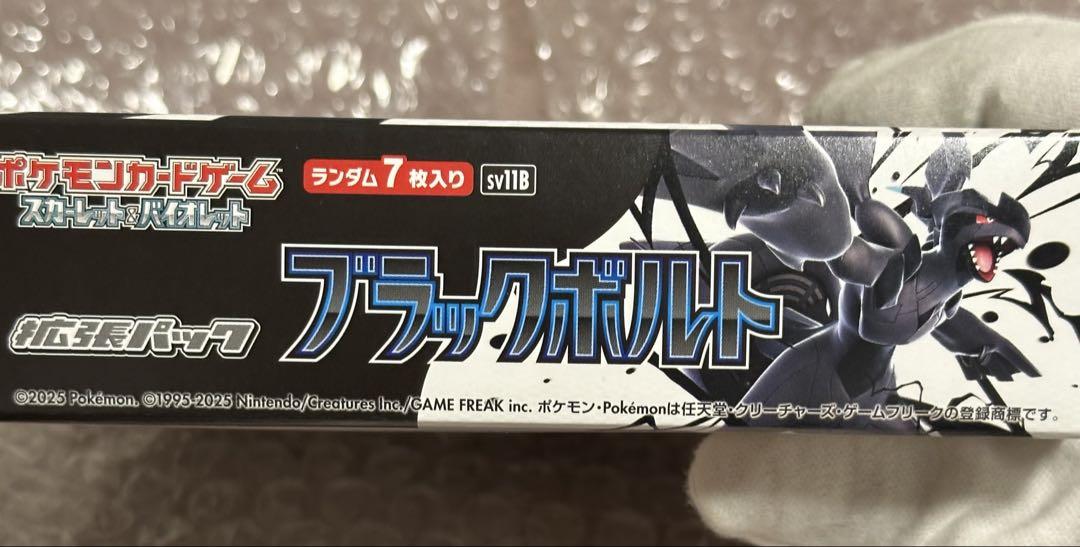 ポケモンカードゲーム
スカーレット&バイオレット
ランダム7枚入り
sv11B
拡張パック
ブラックボルト
©2025 Pokémon. ©1995-2025 Nintendo/Creatures Inc./GAME FREAK inc. ポケモン・Pokémonは任天堂・クリーチャーズ・ゲームフリークの登録商標です。